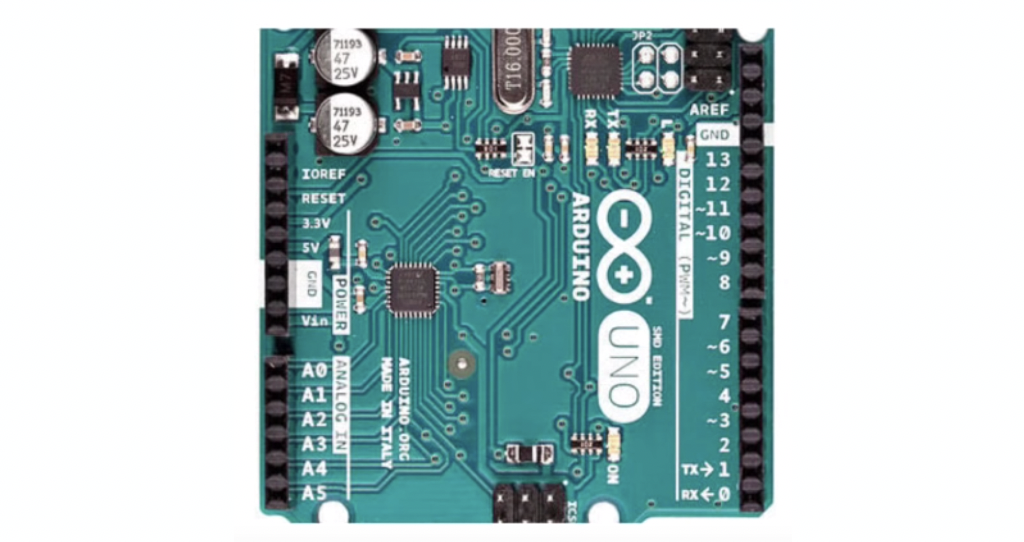 71193
47
25V
71193
47
25V
M7
T16.000
JP2
RX
TX
L
RESET EN
AREF
GND
13
12
~11
~10
~9
8
7
~6
~5
4
~3
2
TX→1
RX←0
DIGITAL (PWM~)
IOREF
RESET
3.3V
5V
GND
Vin
POWER
A0
A1
A2
A3
A4
A5
ANALOG IN
ARDUINO.ORG
MADE IN ITALY
ARDUINO
UNO
SMD EDITION
ON